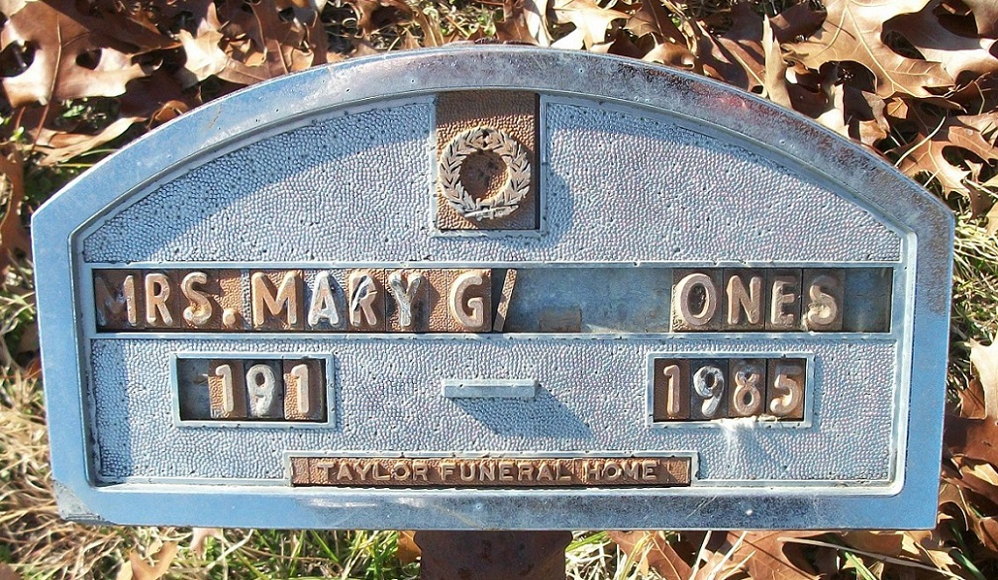 MRS. MARY G ONES
191 - 1985
TAYLOR FUNERAL HOME